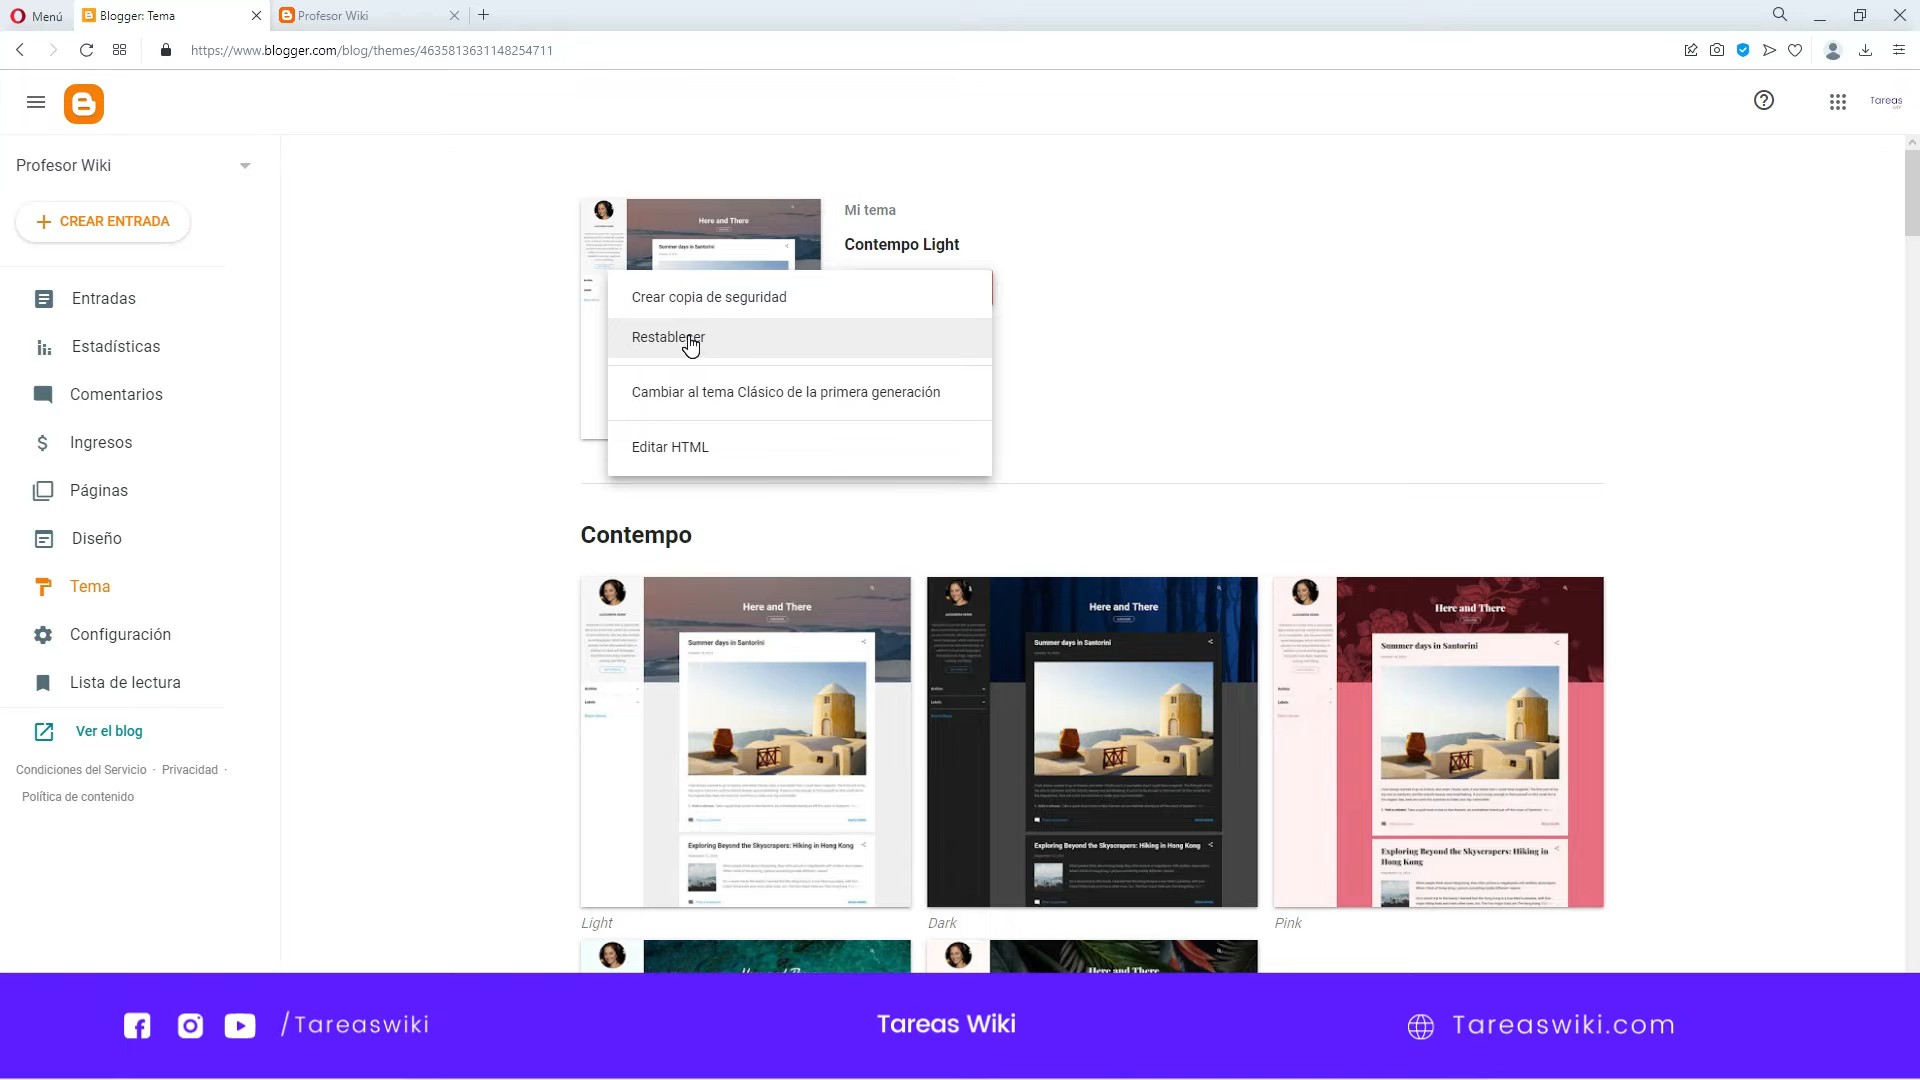 Menú
Blogger: Tema
Profesor Wiki
https://www.blogger.com/blog/themes/4635813631148254711
Tareas
Profesor Wiki
CREAR ENTRADA
Entradas
Estadísticas
Comentarios
Ingresos
Páginas
Diseño
Tema
Configuración
Lista de lectura
Ver el blog
Condiciones del Servicio · Privacidad ·
Política de contenido
Here and There
Summer days in Santorini
Mi tema
Contempo Light
Crear copia de seguridad
Restablecer
Cambiar al tema Clásico de la primera generación
Editar HTML
Contempo
Here and There
Summer days in Santorini
Exploring Beyond the Skyscrapers: Hiking in Hong Kong
Light
Here and There
Summer days in Santorini
Exploring Beyond the Skyscrapers: Hiking in Hong Kong
Dark
Here and There
Summer days in Santorini
Exploring Beyond the Skyscrapers: Hiking in
Hong Kong
Pink
Here and There
/Tareaswiki
Tareas Wiki
Tareaswiki.com